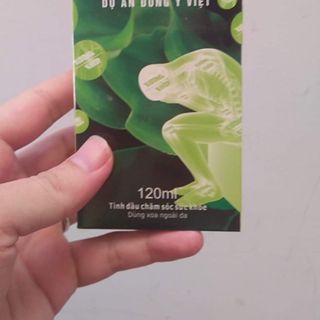 DỰ ÁN ĐÔNG Y VIỆT
120ml
Tinh dầu chăm sóc sức khỏe
Dùng xoa ngoài da